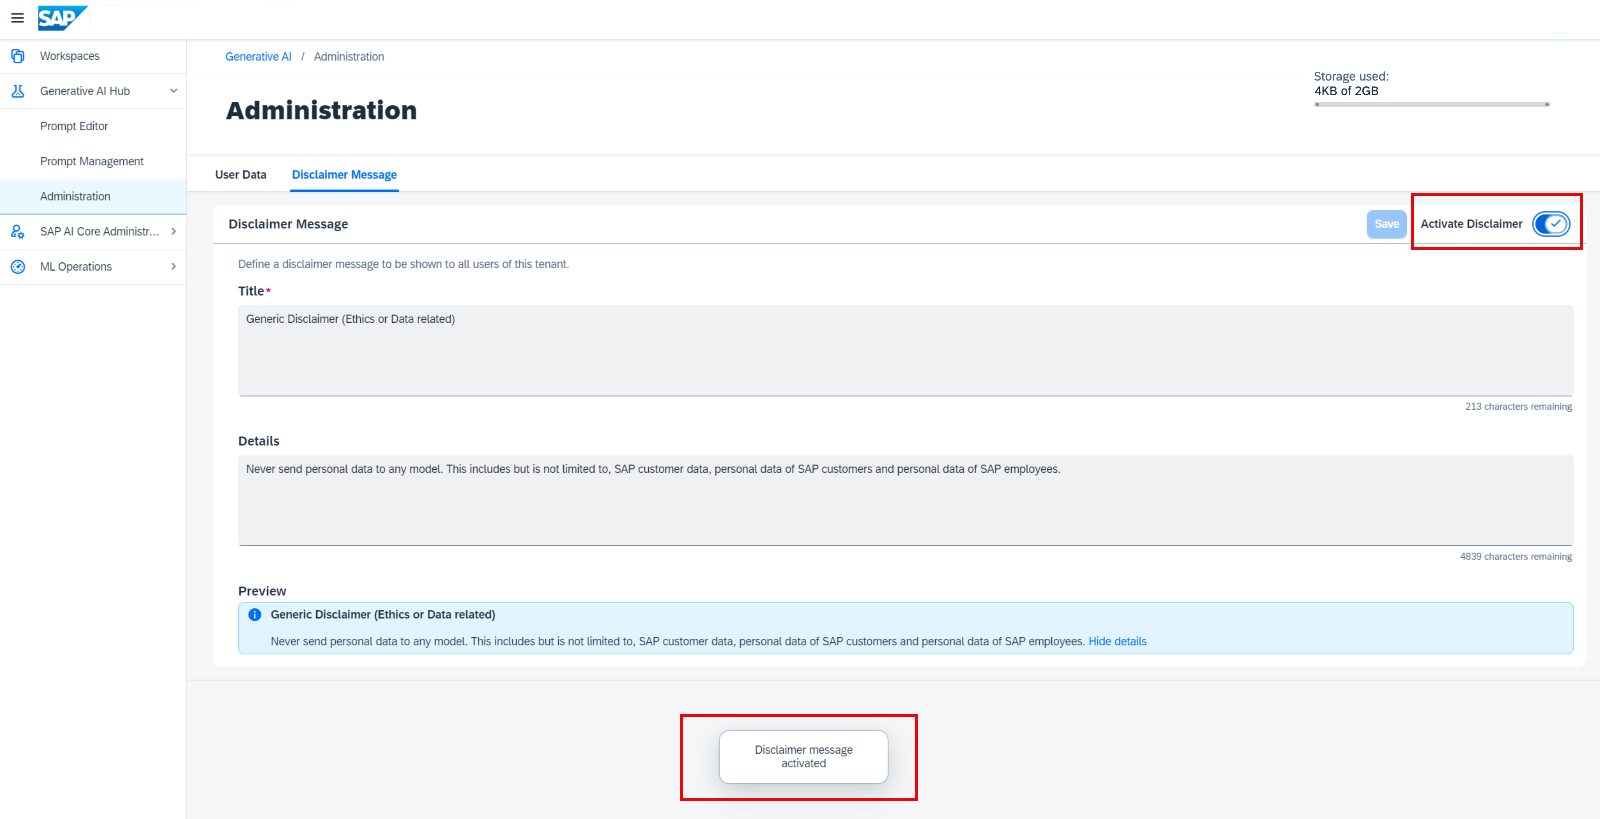 SAP
Workspaces
Generative AI Hub
Prompt Editor
Prompt Management
Administration
SAP AI Core Administr...
ML Operations
Generative AI / Administration
Administration
Storage used:
4KB of 2GB
User Data
Disclaimer Message
Disclaimer Message
Save
Activate Disclaimer
Define a disclaimer message to be shown to all users of this tenant.
Title*
Generic Disclaimer (Ethics or Data related)
213 characters remaining
Details
Never send personal data to any model. This includes but is not limited to, SAP customer data, personal data of SAP customers and personal data of SAP employees.
4839 characters remaining
Preview
Generic Disclaimer (Ethics or Data related)
Never send personal data to any model. This includes but is not limited to, SAP customer data, personal data of SAP customers and personal data of SAP employees. Hide details
Disclaimer message
activated